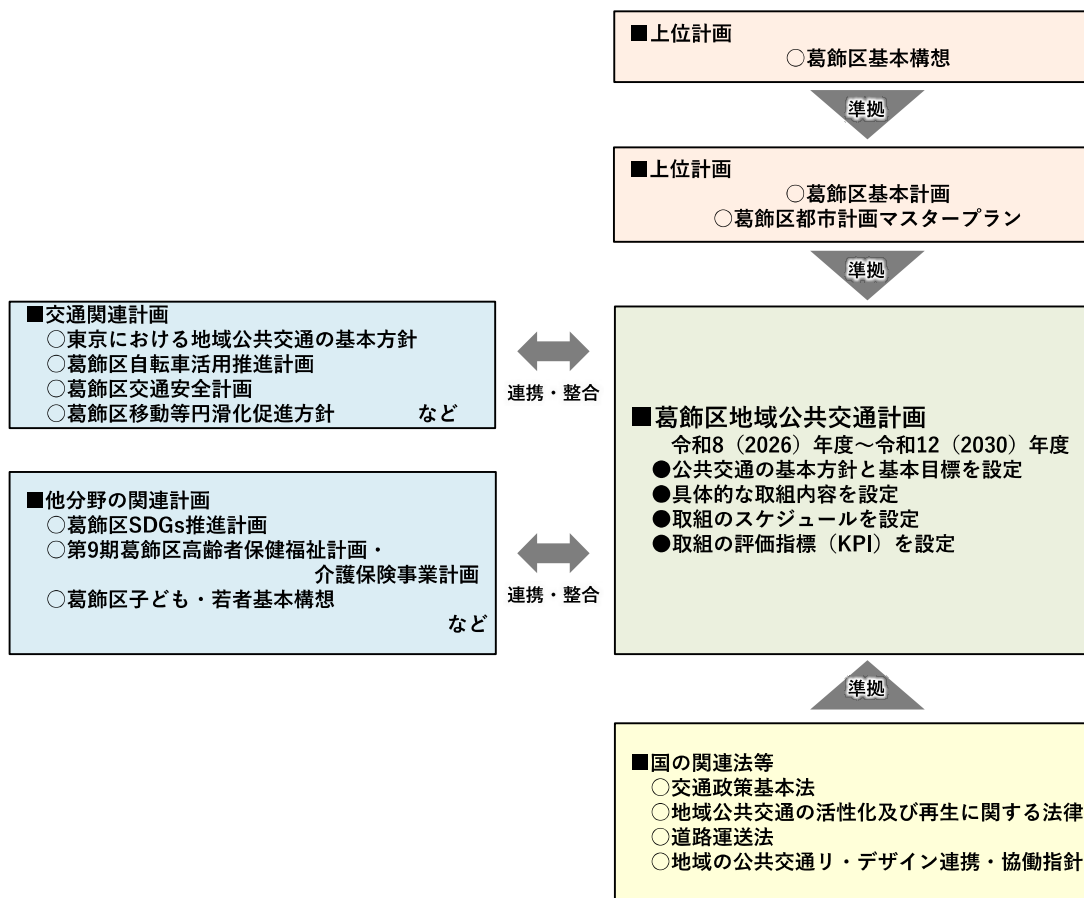 ■上位計画
○葛飾区基本構想
準拠
■上位計画
○葛飾区基本計画
○葛飾区都市計画マスタープラン
準拠
■交通関連計画
○東京における地域公共交通の基本方針
○葛飾区自転車活用推進計画
○葛飾区交通安全計画
○葛飾区移動等円滑化促進方針 など
連携・整合
■他分野の関連計画
○葛飾区SDGs推進計画
○第9期葛飾区高齢者保健福祉計画・
介護保険事業計画
○葛飾区子ども・若者基本構想
など
連携・整合
■葛飾区地域公共交通計画
令和8(2026)年度～令和12(2030)年度
●公共交通の基本方針と基本目標を設定
●具体的な取組内容を設定
●取組のスケジュールを設定
●取組の評価指標(KPI)を設定
準拠
■国の関連法等
○交通政策基本法
○地域公共交通の活性化及び再生に関する法律
○道路運送法
○地域の公共交通リ・デザイン連携・協働指針